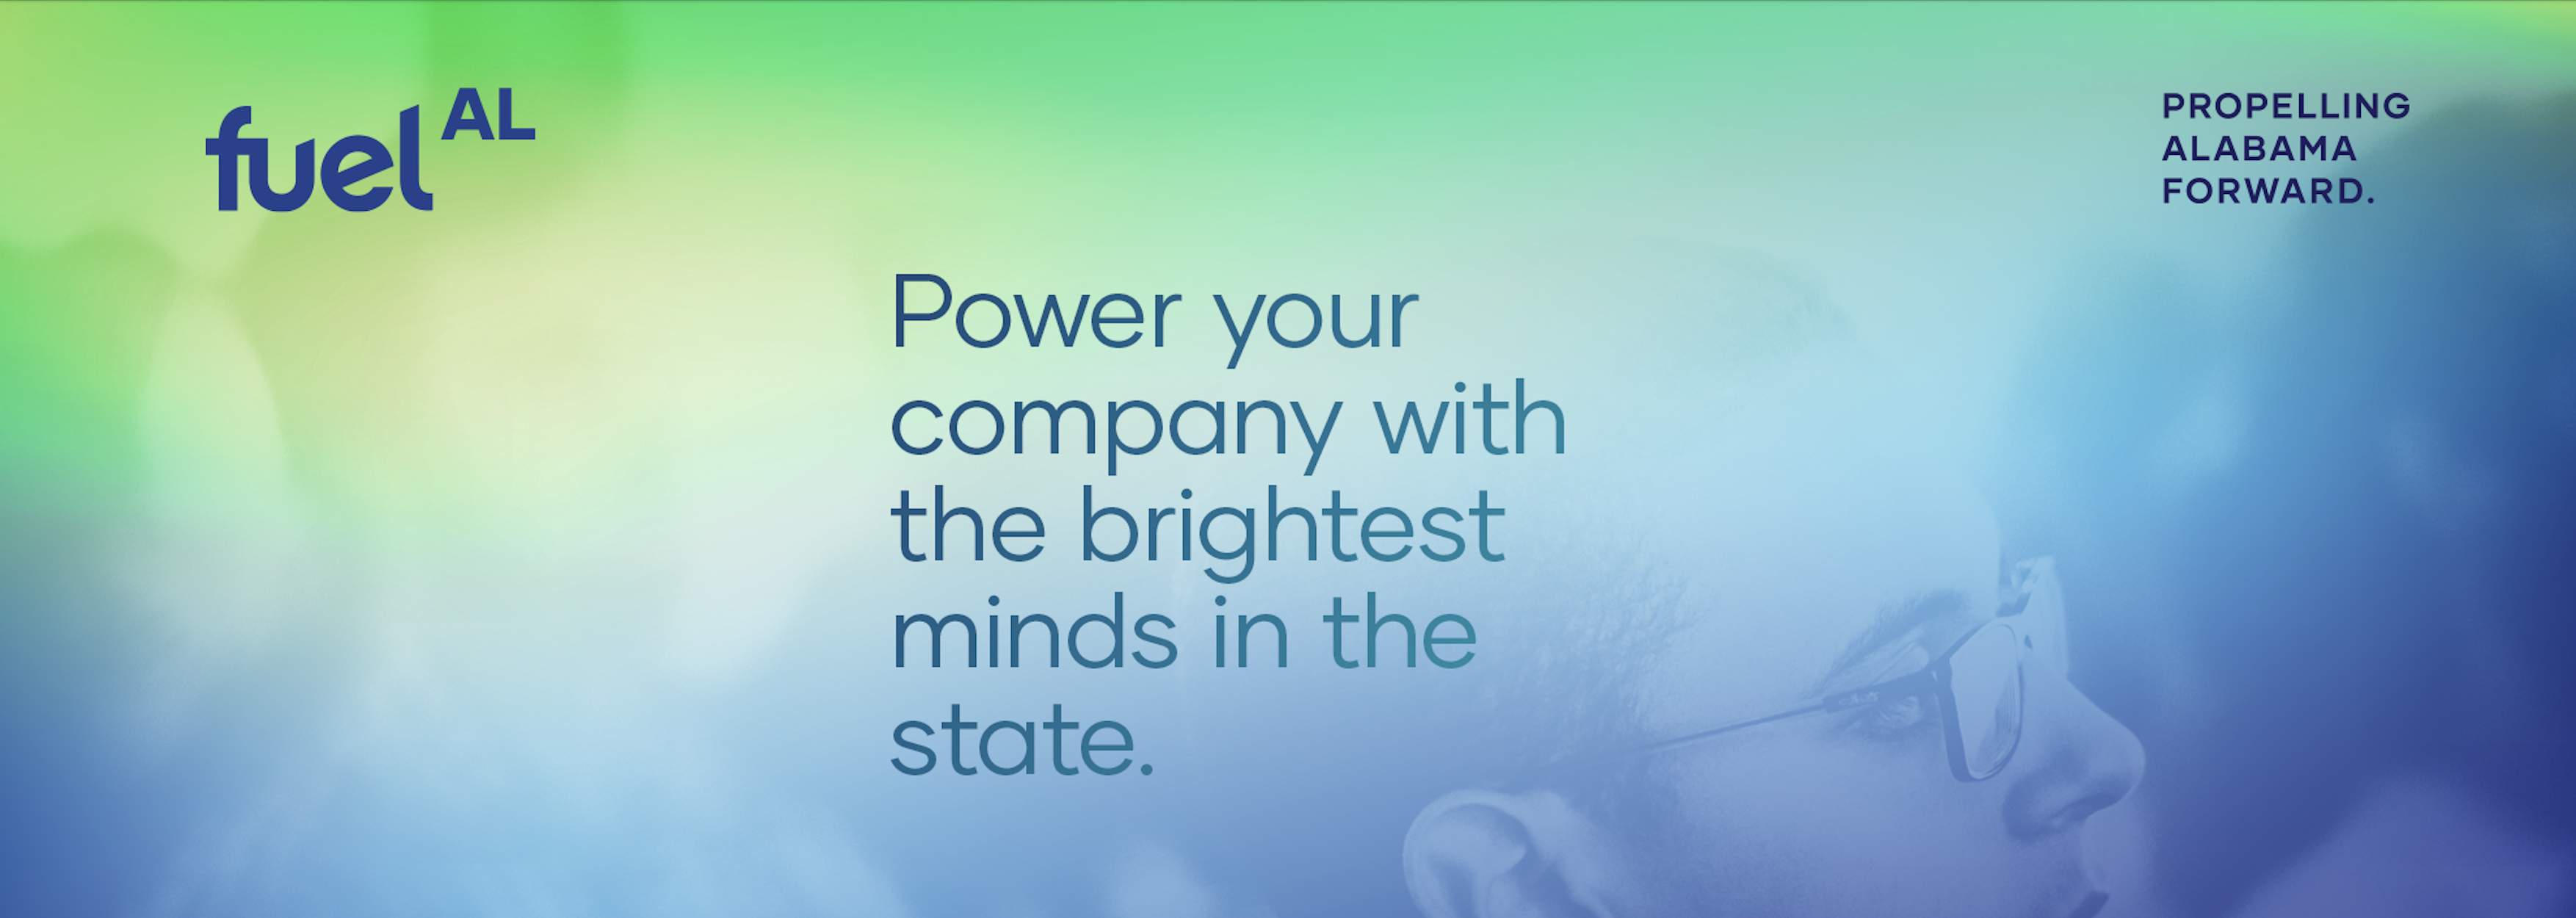 fuel AL
PROPELLING
ALABAMA
FORWARD.
Power your
company with
the brightest
minds in the
state.